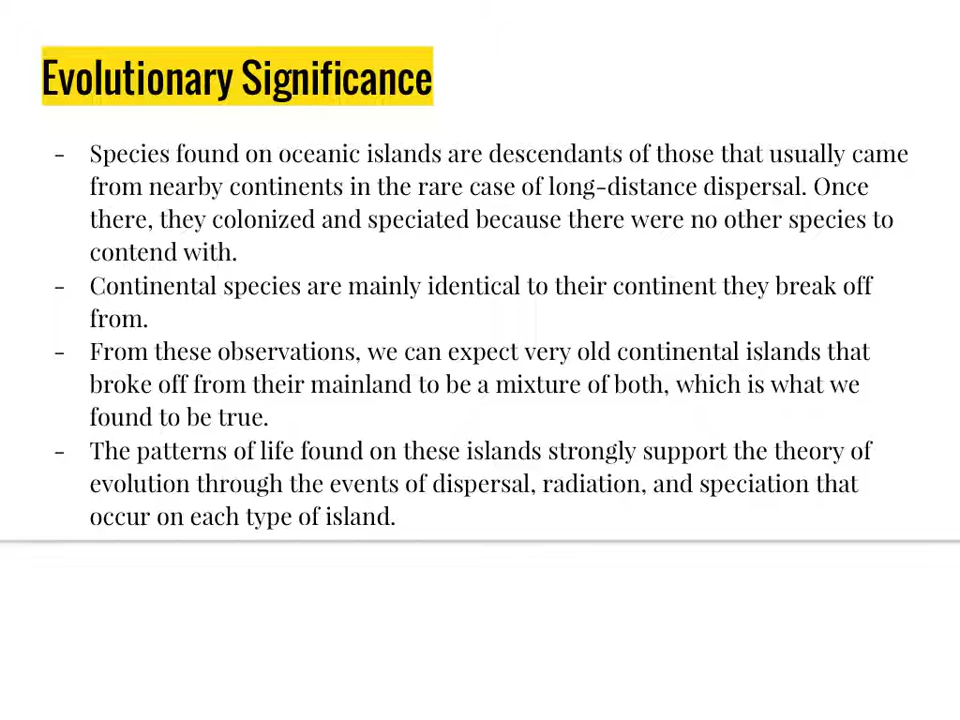 Evolutionary Significance
- Species found on oceanic islands are descendants of those that usually came
from nearby continents in the rare case of long-distance dispersal. Once
there, they colonized and speciated because there were no other species to
contend with.
- Continental species are mainly identical to their continent they break off
from.
- From these observations, we can expect very old continental islands that
broke off from their mainland to be a mixture of both, which is what we
found to be true.
- The patterns of life found on these islands strongly support the theory of
evolution through the events of dispersal, radiation, and speciation that
occur on each type of island.